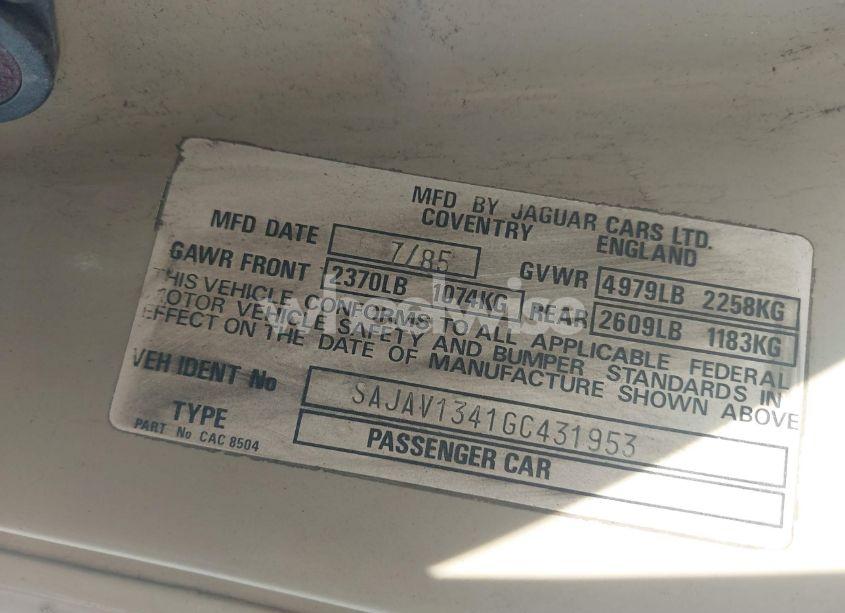 MFD BY JAGUAR CARS LTD.
COVENTRY ENGLAND
MFD DATE 7/85 GVWR 4979LB 2258KG
GAWR FRONT 2370LB 1074KG REAR 2609LB 1183KG
THIS VEHICLE CONFORMS TO ALL APPLICABLE FEDERAL
MOTOR VEHICLE SAFETY AND BUMPER STANDARDS IN
EFFECT ON THE DATE OF MANUFACTURE SHOWN ABOVE
VEH IDENT No SAJAV1341GC431953
TYPE PASSENGER CAR
PART No CAC 8504